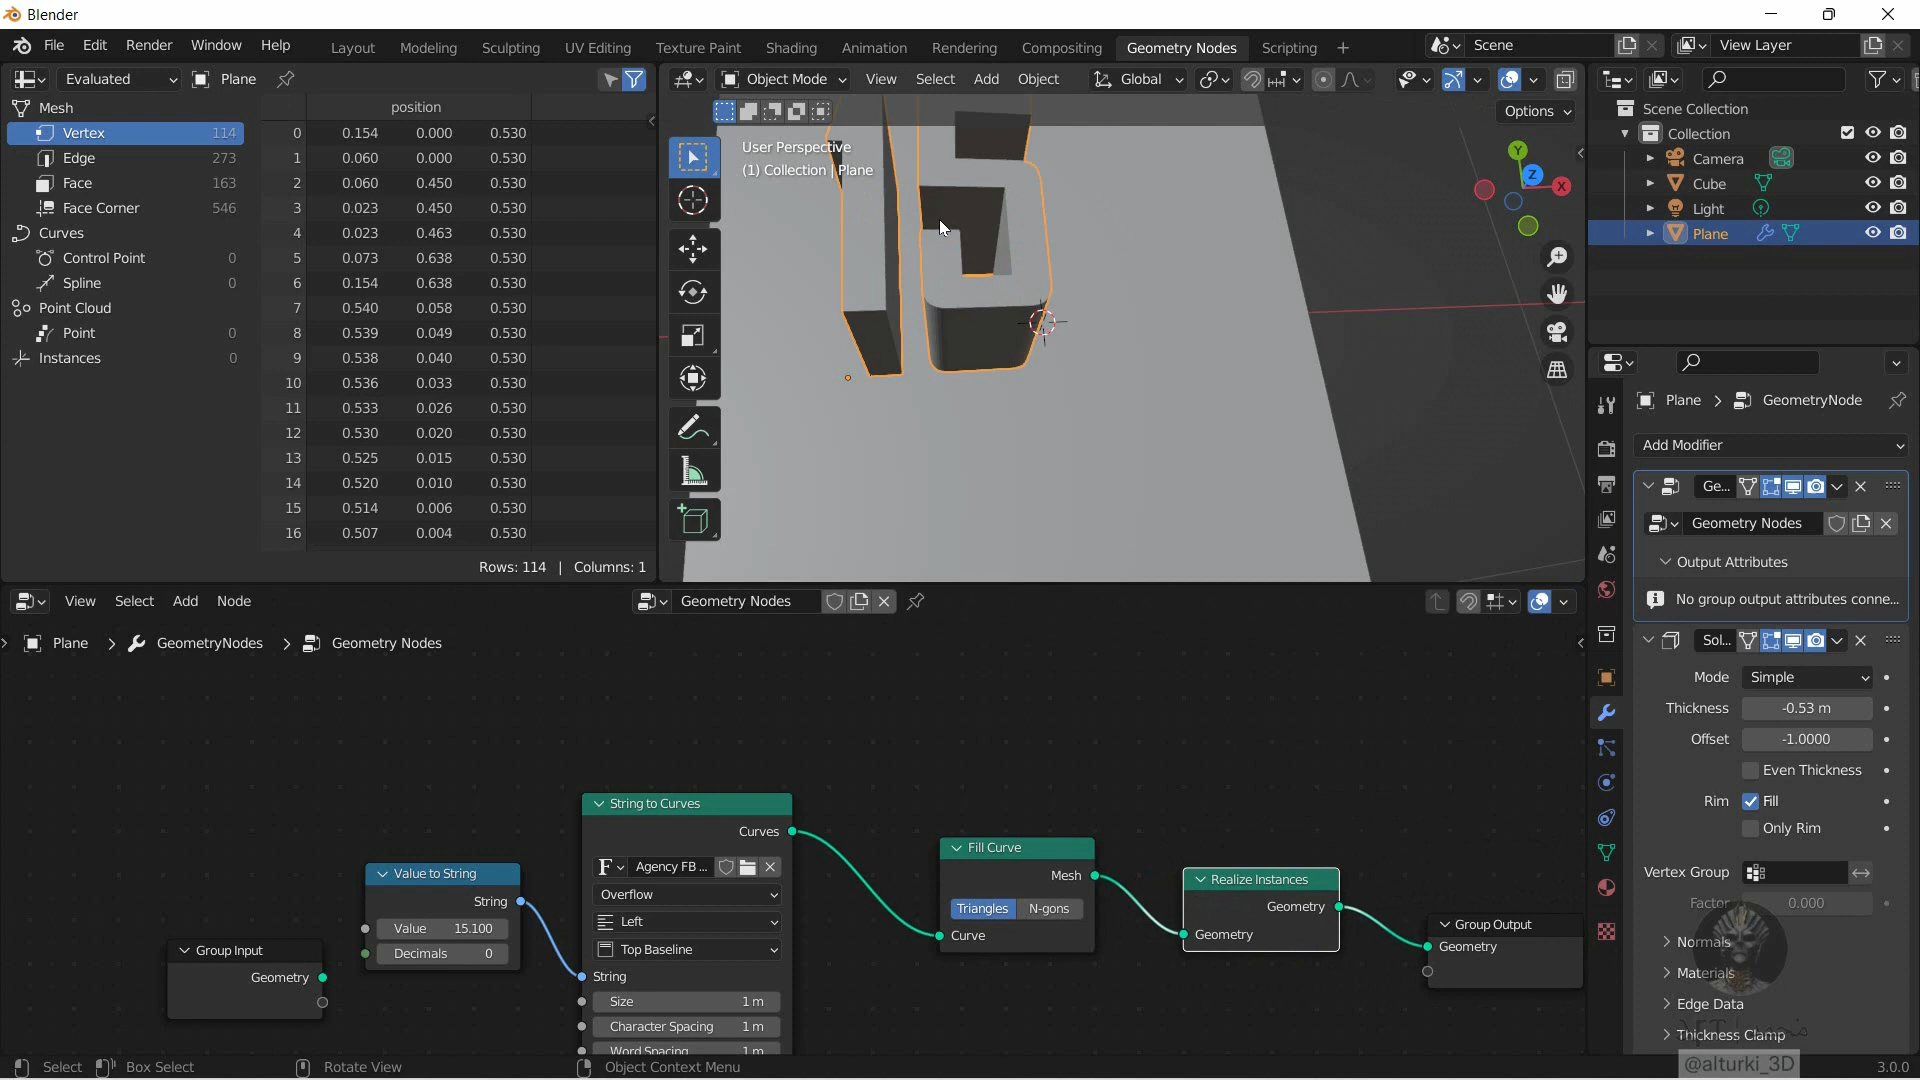 Blender
File Edit Render Window Help Layout Modeling Sculpting UV Editing Texture Paint Shading Animation Rendering Compositing Geometry Nodes Scripting + Scene View Layer
Evaluated Plane
Object Mode View Select Add Object Global
Options
Mesh
Vertex 114
Edge 273
Face 163
Face Corner 546
Curves
Control Point 0
Spline 0
Point Cloud
Point 0
Instances 0
position
0 0.154 0.000 0.530
1 0.060 0.000 0.530
2 0.060 0.450 0.530
3 0.023 0.450 0.530
4 0.023 0.463 0.530
5 0.073 0.638 0.530
6 0.154 0.638 0.530
7 0.540 0.058 0.530
8 0.539 0.049 0.530
9 0.538 0.040 0.530
10 0.536 0.033 0.530
11 0.533 0.026 0.530
12 0.530 0.020 0.530
13 0.525 0.015 0.530
14 0.520 0.010 0.530
15 0.514 0.006 0.530
16 0.507 0.004 0.530
Rows: 114 | Columns: 1
User Perspective
(1) Collection | Plane
15
Y
Z
X
Scene Collection
Collection
Camera
Cube
Light
Plane
Plane > GeometryNode
Add Modifier
Ge...
Geometry Nodes
Output Attributes
No group output attributes conne...
Sol...
Mode Simple
Thickness -0.53 m
Offset -1.0000
Even Thickness
Rim Fill
Only Rim
Vertex Group
Factor 0.000
Normals
Materials
Edge Data
Thickness Clamp
View Select Add Node Geometry Nodes
Plane > GeometryNodes > Geometry Nodes
Group Input
Geometry
Value to String
String
Value 15.100
Decimals 0
String to Curves
Curves
F Agency FB ...
Overflow
Left
Top Baseline
String
Size 1 m
Character Spacing 1 m
Word Spacing 1 m
Fill Curve
Mesh
Triangles N-gons
Curve
Realize Instances
Geometry
Geometry
Group Output
Geometry
Select Box Select Rotate View Object Context Menu
@alturki_3D
3.0.0